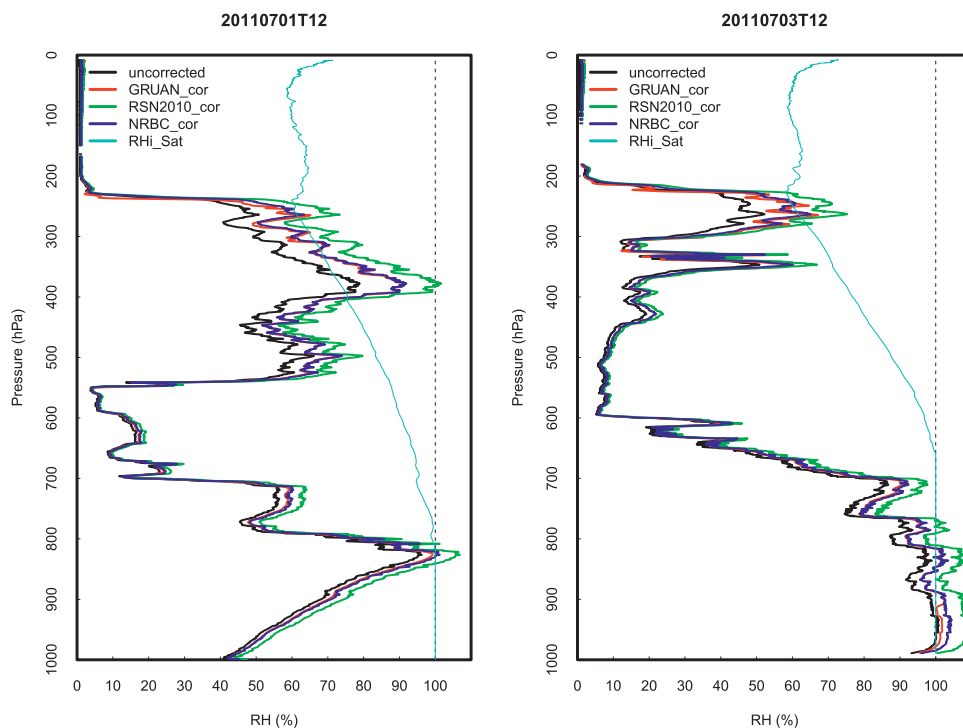 20110701T12
0
100
200
300
400
500
600
700
800
900
1000
Pressure (hPa)
uncorrected
GRUAN_cor
RSN2010_cor
NRBC_cor
RHi_Sat
0 10 20 30 40 50 60 70 80 90 100
RH (%)
20110703T12
0
100
200
300
400
500
600
700
800
900
1000
Pressure (hPa)
uncorrected
GRUAN_cor
RSN2010_cor
NRBC_cor
RHi_Sat
0 10 20 30 40 50 60 70 80 90 100
RH (%)